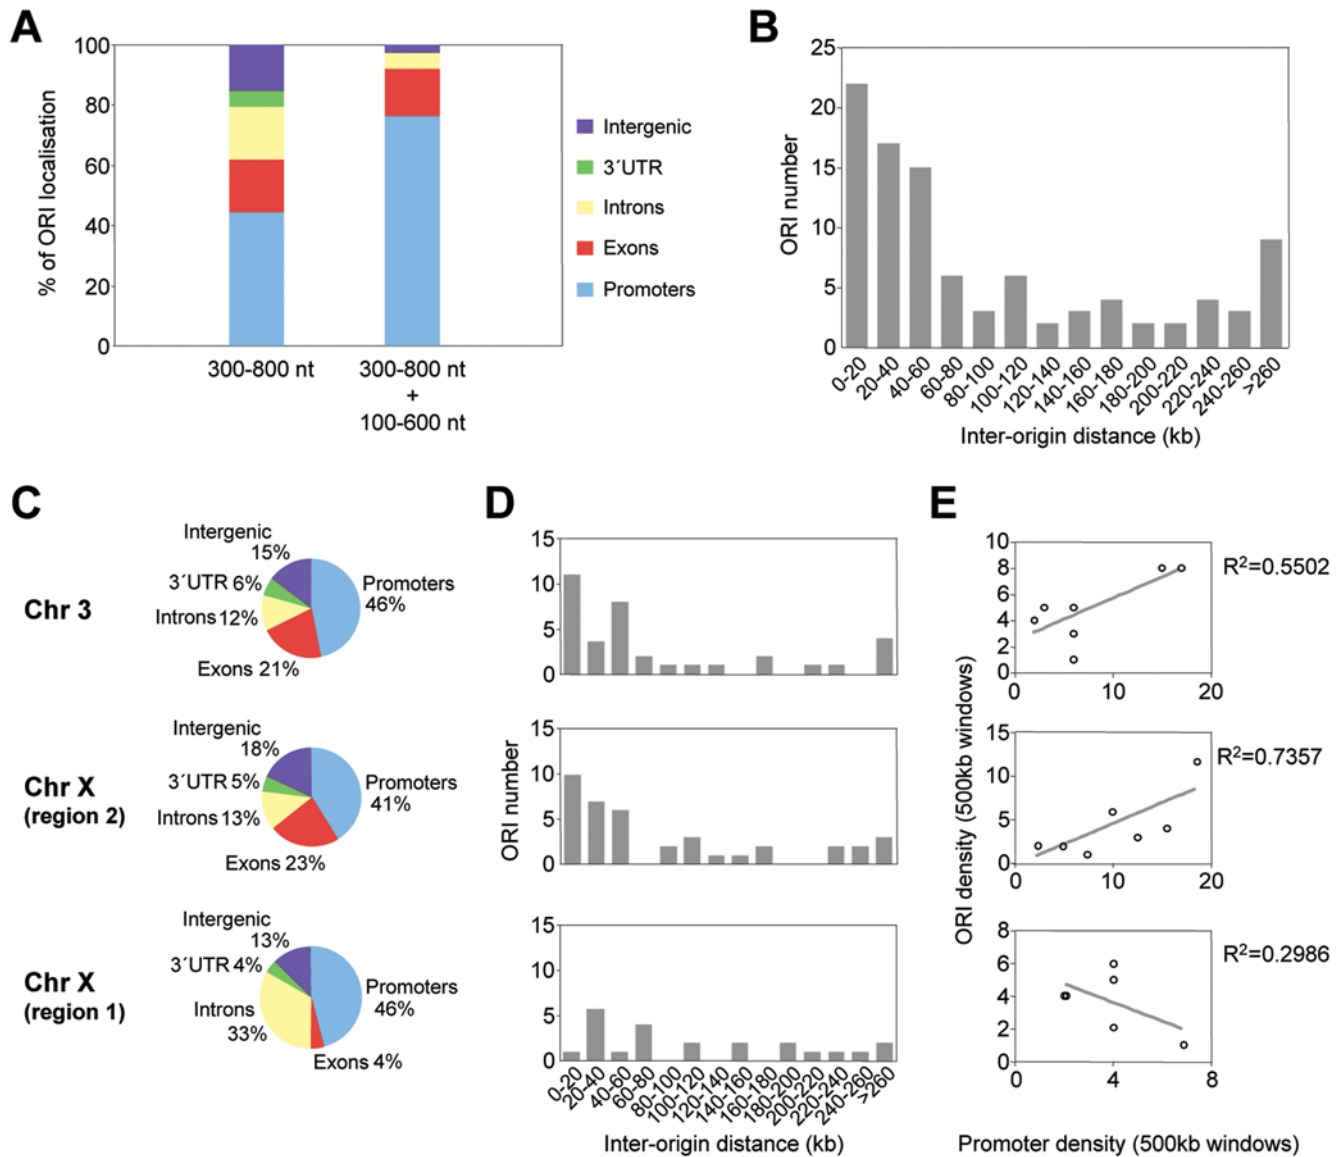 A
100
80
60
40
20
0
% of ORI localisation
300-800 nt
300-800 nt
+
100-600 nt
Intergenic
3´UTR
Introns
Exons
Promoters
B
25
20
15
10
5
0
ORI number
0-20
20-40
40-60
60-80
80-100
100-120
120-140
140-160
160-180
180-200
200-220
220-240
240-260
>260
Inter-origin distance (kb)
C
Chr 3
Intergenic
15%
3´UTR 6%
Introns 12%
Exons 21%
Promoters
46%
Chr X
(region 2)
Intergenic
18%
3´UTR 5%
Introns 13%
Exons 23%
Promoters
41%
Chr X
(region 1)
Intergenic
13%
3´UTR 4%
Introns
33%
Exons 4%
Promoters
46%
D
15
10
5
0
15
10
5
0
15
10
5
0
ORI number
0-20
20-40
40-60
60-80
80-100
100-120
120-140
140-160
160-180
180-200
200-220
220-240
240-260
>260
Inter-origin distance (kb)
E
10
8
6
4
2
0
0
10
20
R²=0.5502
15
10
5
0
0
10
20
R²=0.7357
8
6
4
2
0
0
4
8
R²=0.2986
ORI density (500kb windows)
Promoter density (500kb windows)